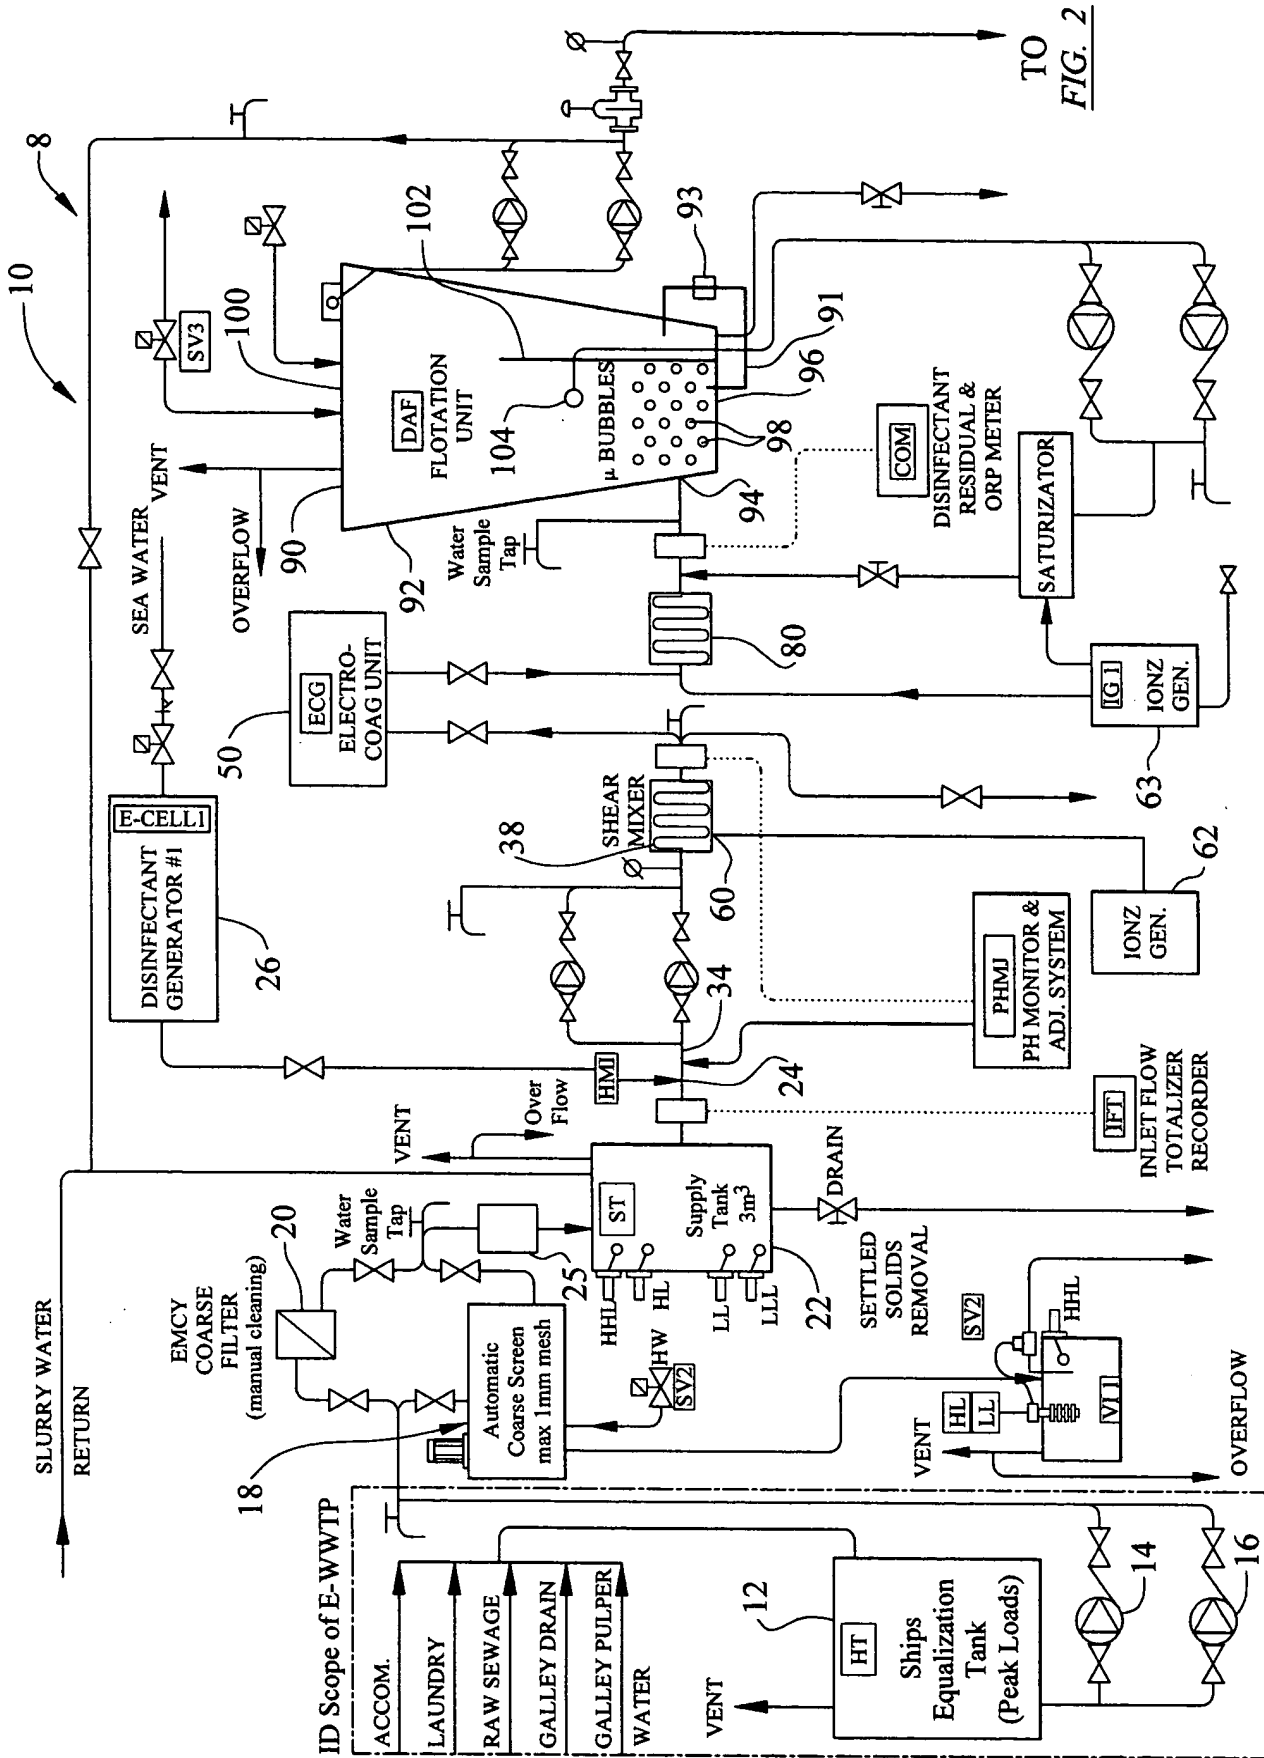 SLURRY WATER
RETURN
10
8
SEA WATER
VENT
OVERFLOW
SV3
100
102
90
92
DAF
FLOTATION
UNIT
µ BUBBLES
104
93
91
96
98
94
TO
FIG. 2
E-CELL1
DISINFECTANT
GENERATOR #1
26
50
ECG
ELECTRO-
COAG UNIT
Water
Sample
Tap
COM
DISINFECTANT
RESIDUAL &
ORP METER
SATURIZATOR
80
IG 1
IONZ
GEN.
63
SHEAR
MIXER
38
60
62
IONZ
GEN.
PHMJ
PH MONITOR &
ADJ. SYSTEM
34
24
HMI
IFT
INLET FLOW
TOTALIZER
RECORDER
VENT
Over
Flow
ST
Supply
Tank
3m³
HHL
HL
LL
LLL
22
DRAIN
SETTLED
SOLIDS
REMOVAL
EMCY
COARSE
FILTER
(manual cleaning)
20
Water
Sample
Tap
25
Automatic
Coarse Screen
max 1mm mesh
18
HW
SV2
SV2
HHL
HL
LL
VI 1
VENT
OVERFLOW
ID Scope of E-WWTP
ACCOM.
LAUNDRY
RAW SEWAGE
GALLEY DRAIN
GALLEY PULPER
WATER
VENT
12
HT
Ships
Equalization
Tank
(Peak Loads)
14
16